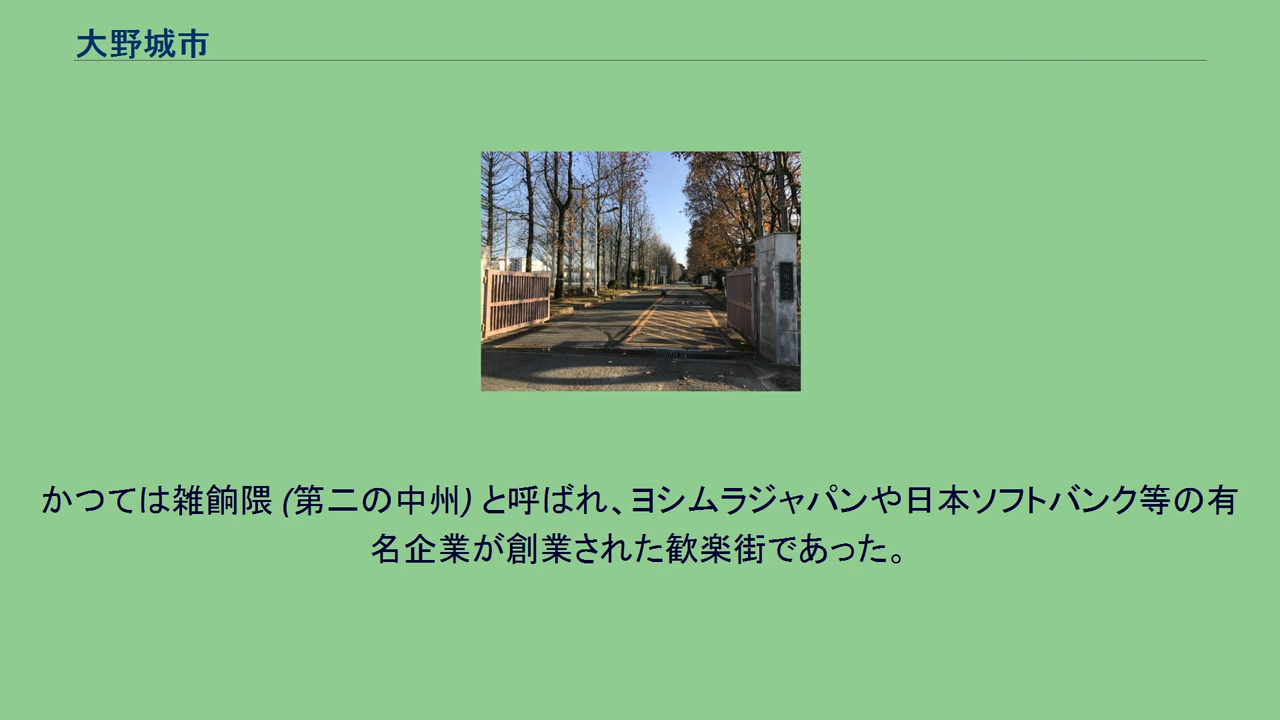 大野城市
かつては雑餉隈 (第二の中州) と呼ばれ、ヨシムラジャパンや日本ソフトバンク等の有
名企業が創業された歓楽街であった。